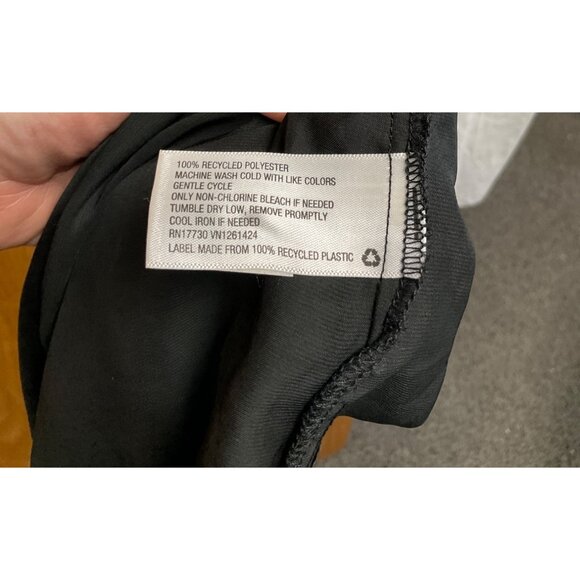 100% RECYCLED POLYESTER
MACHINE WASH COLD WITH LIKE COLORS
GENTLE CYCLE
ONLY NON-CHLORINE BLEACH IF NEEDED
TUMBLE DRY LOW, REMOVE PROMPTLY
COOL IRON IF NEEDED
RN17730 VN1261424
LABEL MADE FROM 100% RECYCLED PLASTIC